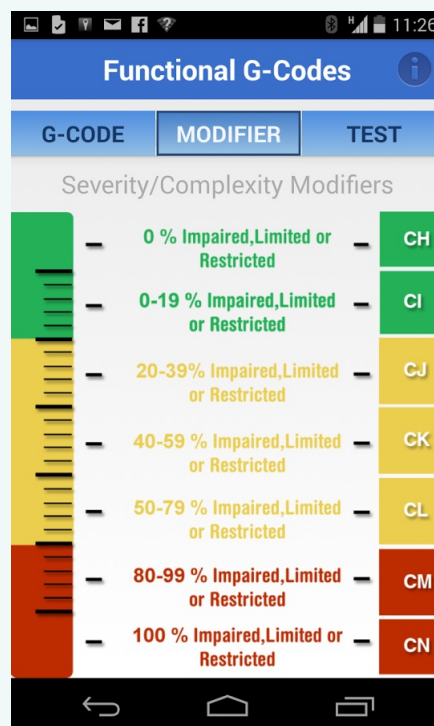 11:26
Functional G-Codes
G-CODE MODIFIER TEST
Severity/Complexity Modifiers
0 % Impaired,Limited or
Restricted
CH
0-19 % Impaired,Limited
or Restricted
CI
20-39% Impaired,Limited
or Restricted
CJ
40-59 % Impaired,Limited
or Restricted
CK
50-79 % Impaired,Limited
or Restricted
CL
80-99 % Impaired,Limited
or Restricted
CM
100 % Impaired,Limited or
Restricted
CN